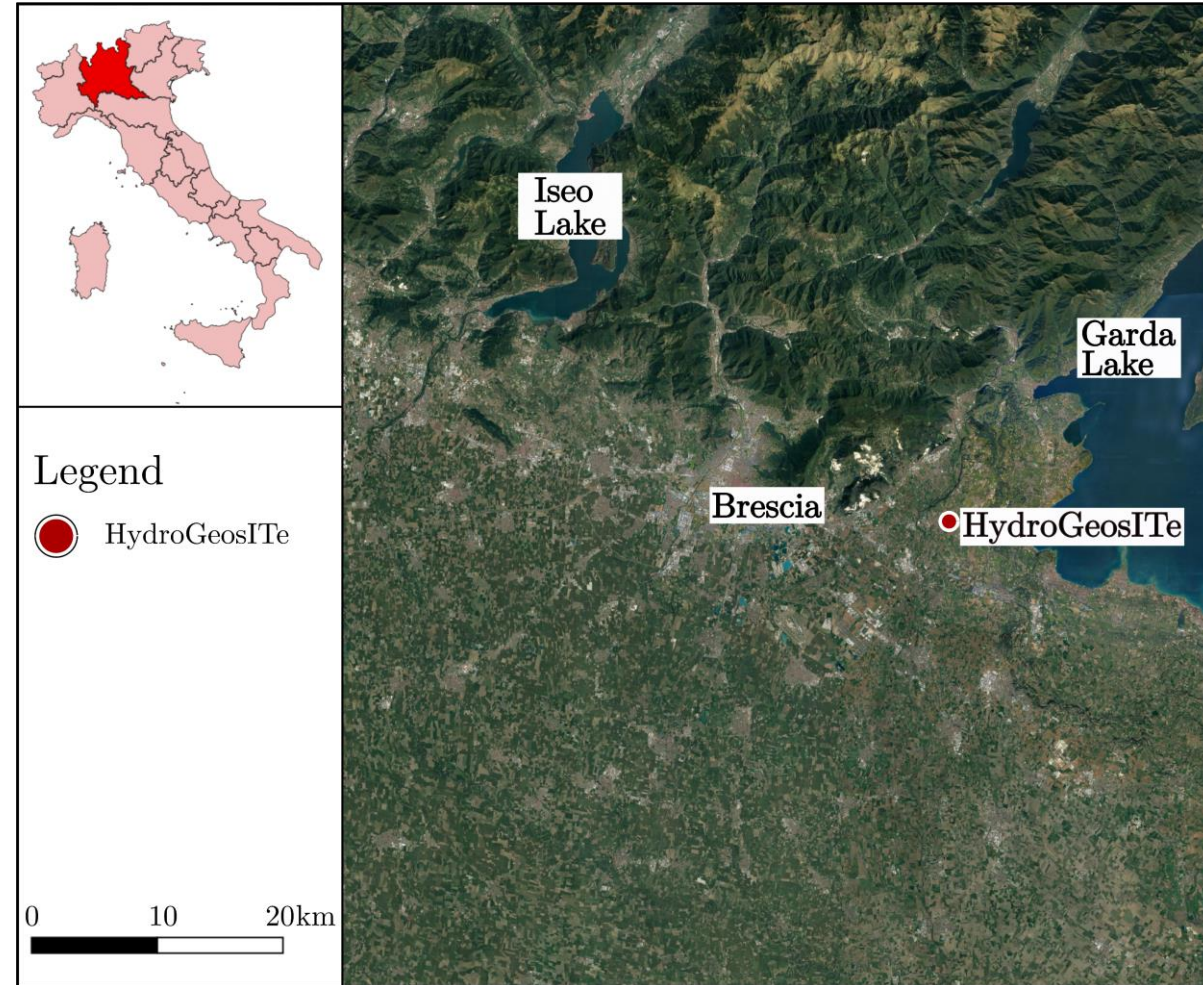 Iseo
Lake
Garda
Lake
Legend
Brescia
HydroGeosITe
HydroGeosITe
0 10 20km